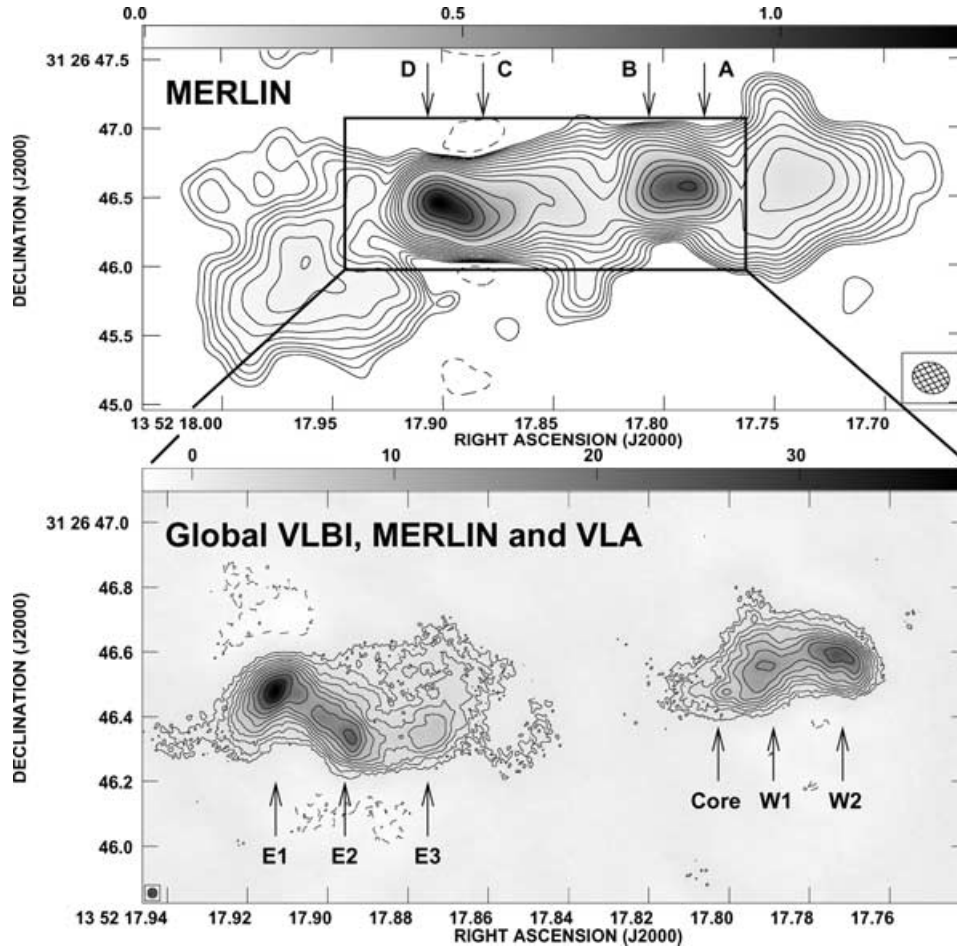 0.0 0.5 1.0
31 26 47.5
D C B A
MERLIN
47.0
46.5
46.0
45.5
45.0
DECLINATION (J2000)
13 52 18.00 17.95 17.90 17.85 17.80 17.75 17.70
RIGHT ASCENSION (J2000)
0 10 20 30
31 26 47.0
Global VLBI, MERLIN and VLA
46.8
46.6
46.4
46.2
46.0
DECLINATION (J2000)
Core W1 W2
E1 E2 E3
13 52 17.94 17.92 17.90 17.88 17.86 17.84 17.82 17.80 17.78 17.76
RIGHT ASCENSION (J2000)